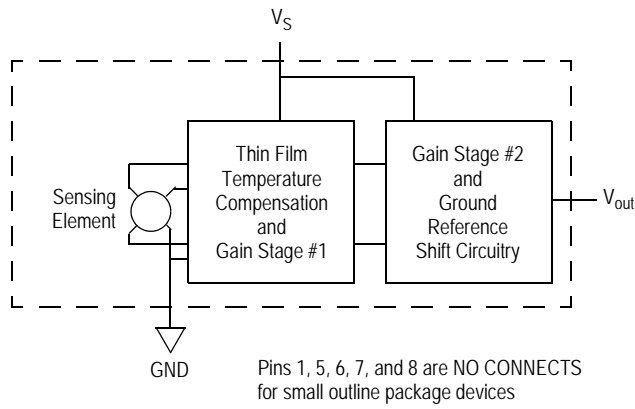 V_S
Thin Film
Temperature
Compensation
and
Gain Stage #1
Gain Stage #2
and
Ground
Reference
Shift Circuitry
Sensing
Element
V_out
GND
Pins 1, 5, 6, 7, and 8 are NO CONNECTS
for small outline package devices